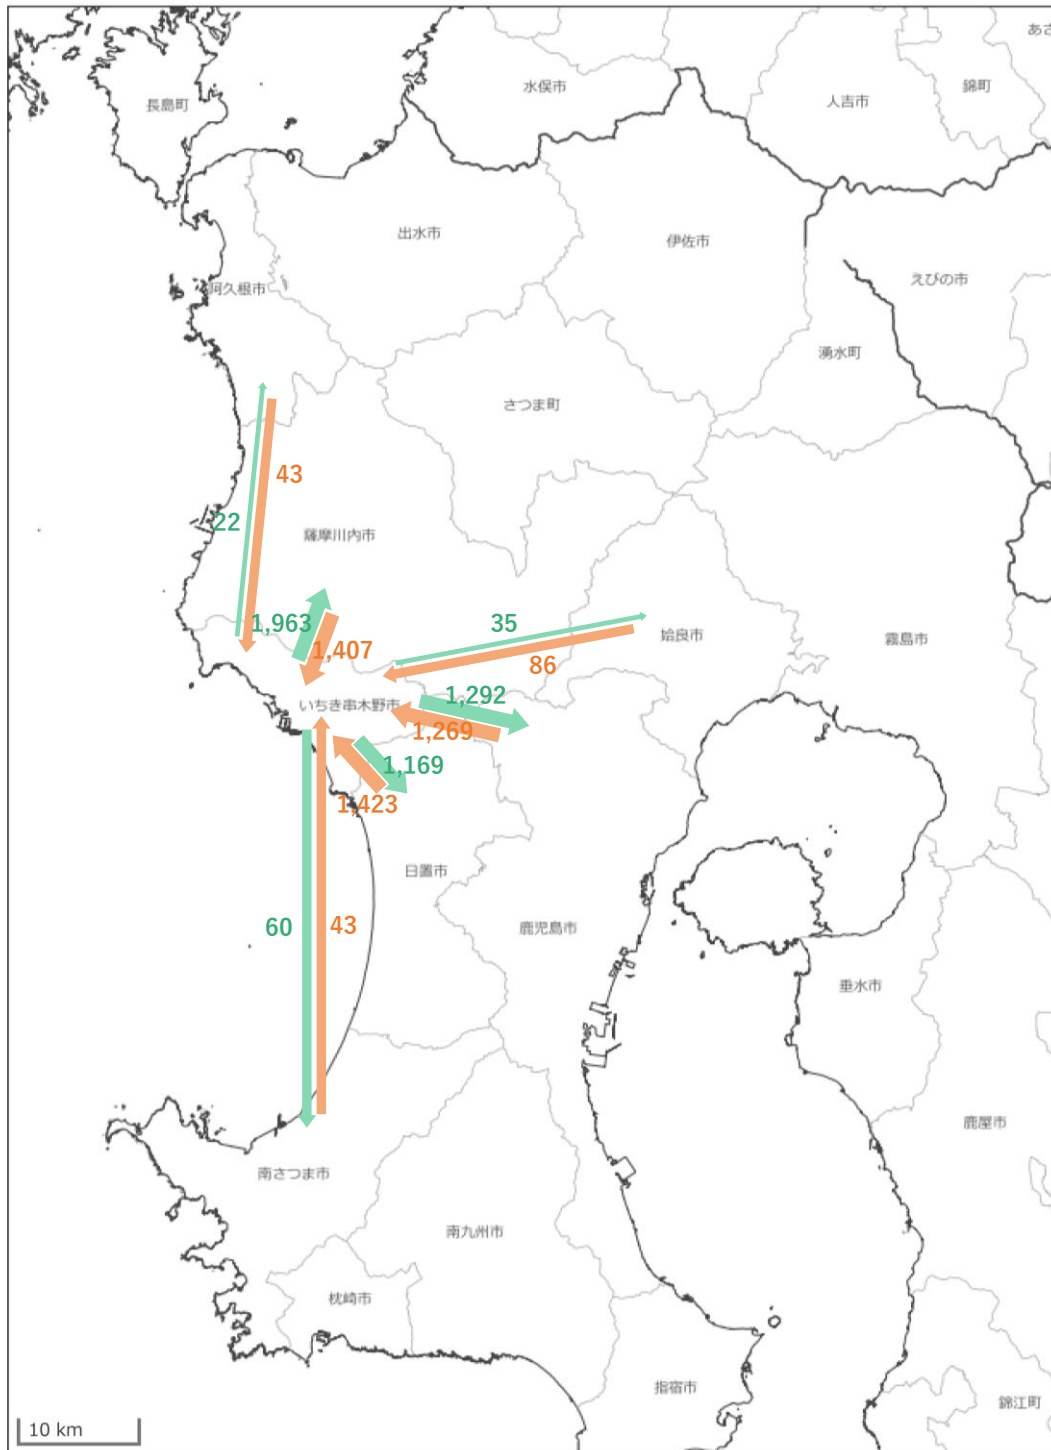 あさ
水俣市
錦町
人吉市
長島町
出水市
伊佐市
えびの市
阿久根市
湧水町
さつま町
43
22
薩摩川内市
1,963
35
姶良市
霧島市
1,407
86
1,292
いちき串木野市
1,269
1,169
1,423
日置市
60
43
鹿児島市
垂水市
鹿屋市
南さつま市
南九州市
枕崎市
指宿市
錦江町
10 km